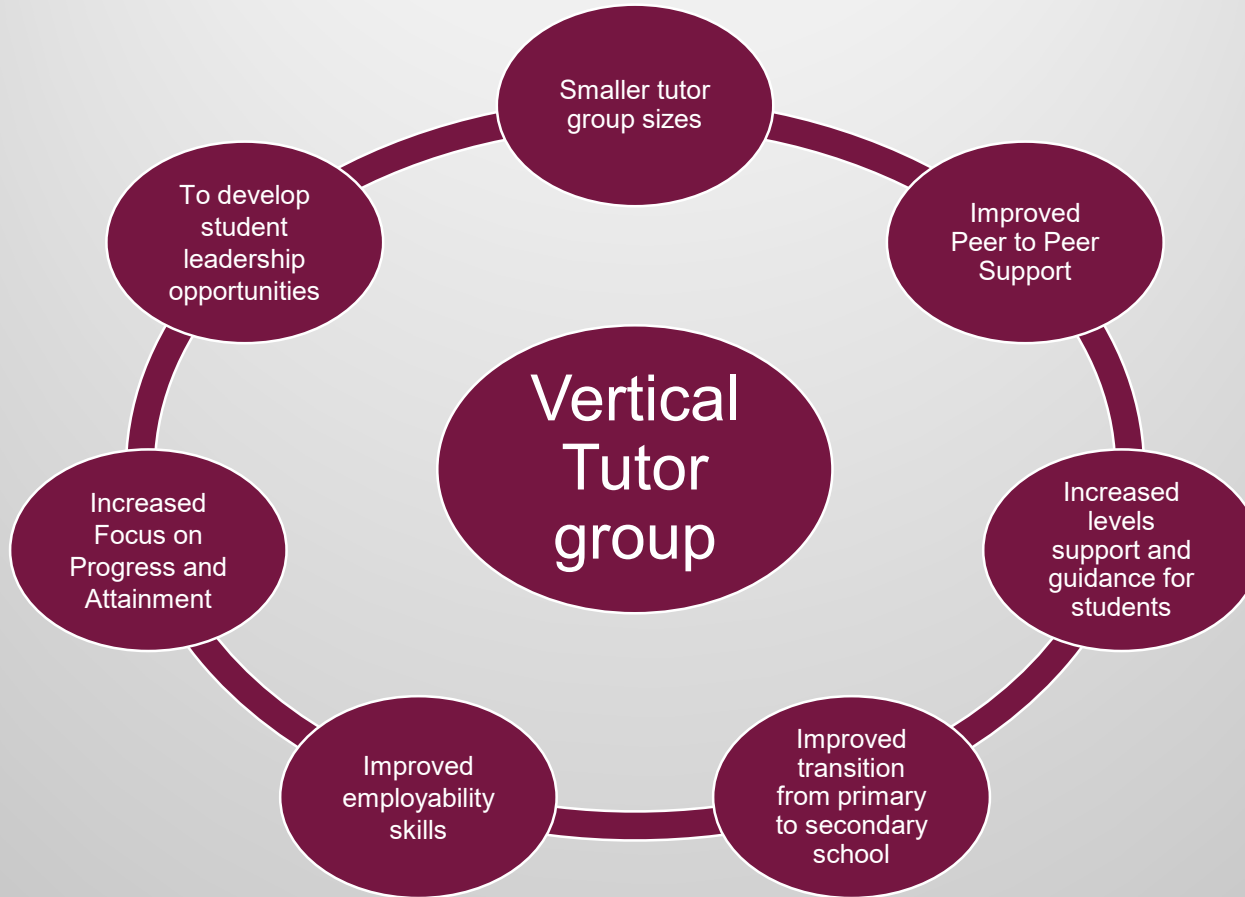 Smaller tutor
group sizes
Improved
Peer to Peer
Support
Increased
levels
support and
guidance for
students
Improved
transition
from primary
to secondary
school
Improved
employability
skills
Increased
Focus on
Progress and
Attainment
To develop
student
leadership
opportunities
Vertical
Tutor
group